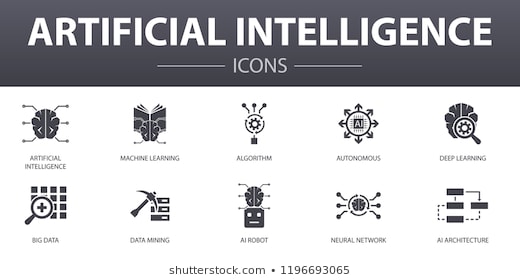 ARTIFICIAL INTELLIGENCE
ICONS
AI
ARTIFICIAL
INTELLIGENCE
MACHINE LEARNING
ALGORITHM
AUTONOMOUS
DEEP LEARNING
BIG DATA
DATA MINING
AI ROBOT
NEURAL NETWORK
AI ARCHITECTURE
shutterstock.com • 1196693065